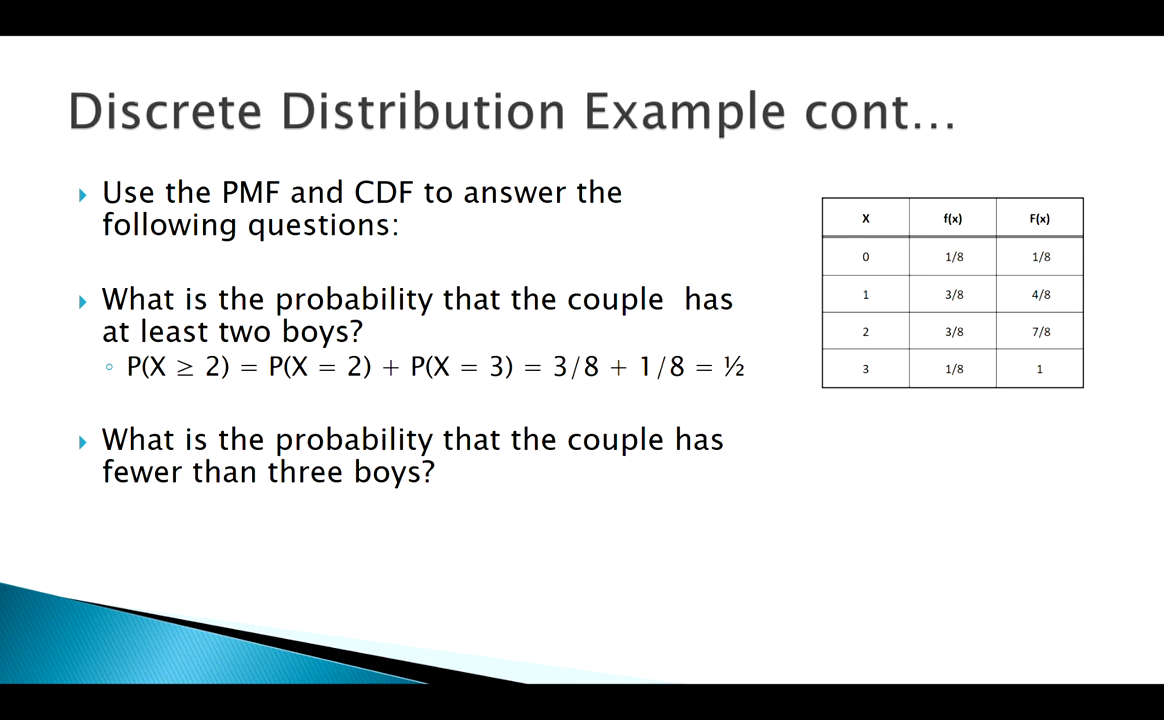 Discrete Distribution Example cont...
Use the PMF and CDF to answer the
following questions:
What is the probability that the couple has
at least two boys?
P(X ≥ 2) = P(X = 2) + P(X = 3) = 3/8 + 1/8 = ½
What is the probability that the couple has
fewer than three boys?
X f(x) F(x)
0 1/8 1/8
1 3/8 4/8
2 3/8 7/8
3 1/8 1